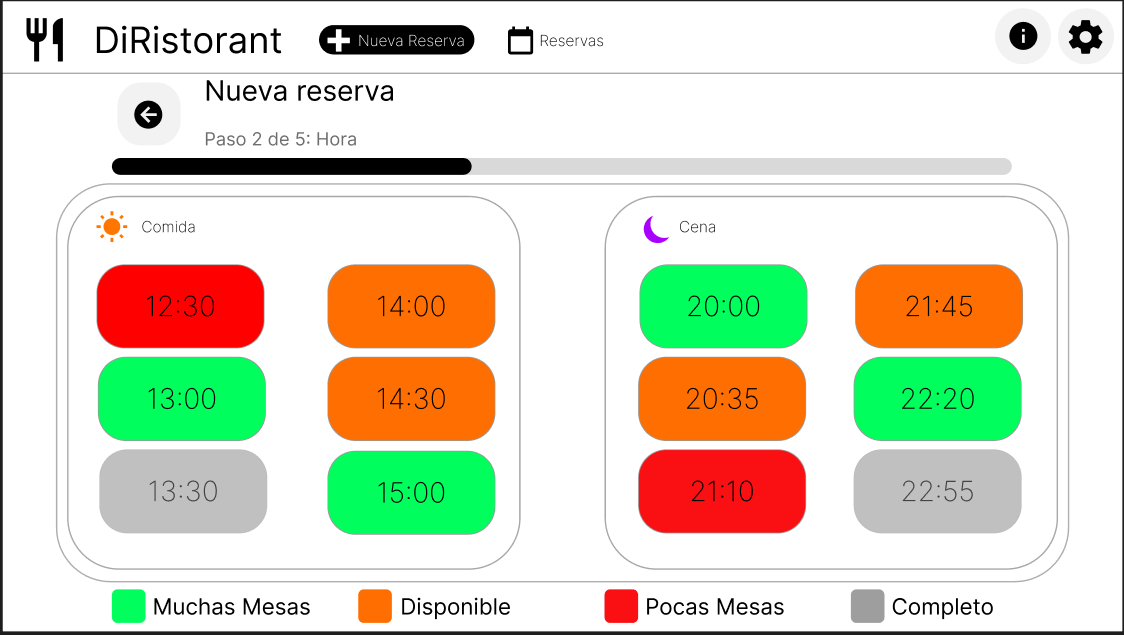 DiRistorant
Nueva Reserva
Reservas
Nueva reserva
Paso 2 de 5: Hora
Comida
12:30
14:00
13:00
14:30
13:30
15:00
Cena
20:00
21:45
20:35
22:20
21:10
22:55
Muchas Mesas
Disponible
Pocas Mesas
Completo